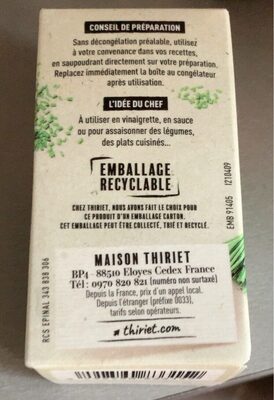 CONSEIL DE PRÉPARATION
Sans décongélation préalable, utilisez
à votre convenance dans vos recettes,
en saupoudrant directement sur votre préparation.
Replacez immédiatement la boîte au congélateur
après utilisation.
L'IDÉE DU CHEF
À utiliser en vinaigrette, en sauce
ou pour assaisonner des légumes,
des plats cuisinés...
EMBALLAGE
RECYCLABLE
CHEZ THIRIET, NOUS AVONS FAIT LE CHOIX POUR
CE PRODUIT D'UN EMBALLAGE CARTON.
CET EMBALLAGE PEUT ÊTRE COLLECTÉ, TRIÉ ET RECYCLÉ.
EMB 91405 1210409
RCS EPINAL 343 838 306
MAISON THIRIET
BP4 - 88510 Eloyes Cedex France
Tél : 0970 820 821 (numéro non surtaxé)
Depuis la France, prix d'un appel local.
Depuis l'étranger (préfixe 0033),
tarifs selon opérateurs.
thiriet.com